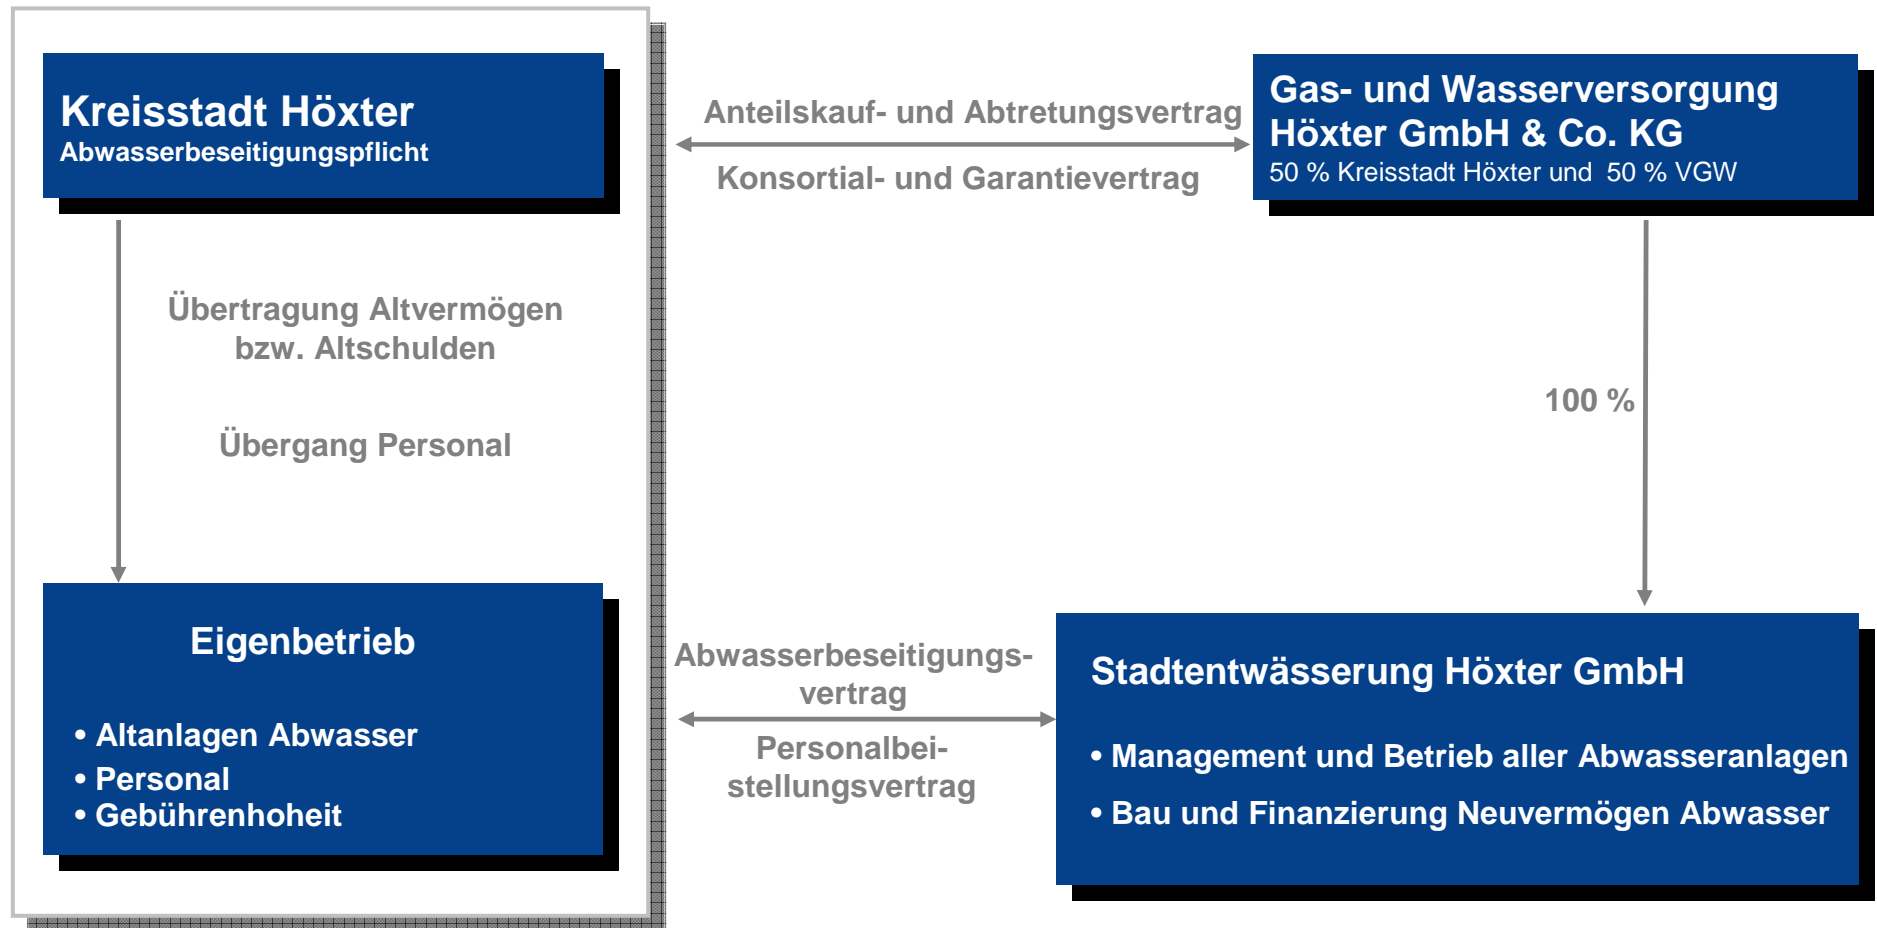 Kreisstadt Höxter
Abwasserbeseitigungspflicht
Anteilskauf- und Abtretungsvertrag
Konsortial- und Garantievertrag
Gas- und Wasserversorgung
Höxter GmbH & Co. KG
50 % Kreisstadt Höxter und 50 % VGW
Übertragung Altvermögen
bzw. Altschulden
Übergang Personal
100 %
Eigenbetrieb
• Altanlagen Abwasser
• Personal
• Gebührenhoheit
Abwasserbeseitigungs-
vertrag
Personalbei-
stellungsvertrag
Stadtentwässerung Höxter GmbH
• Management und Betrieb aller Abwasseranlagen
• Bau und Finanzierung Neuvermögen Abwasser